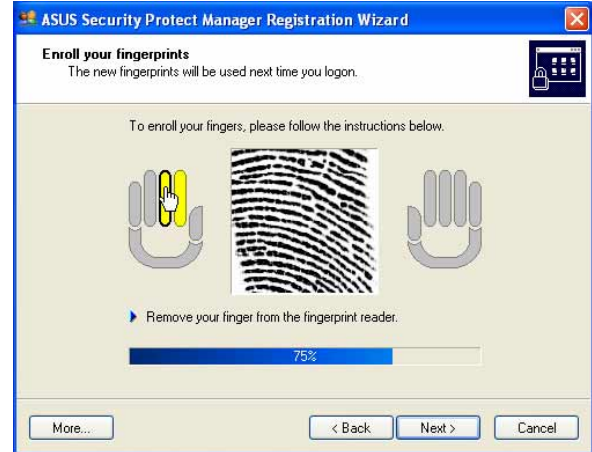 ASUS Security Protect Manager Registration Wizard
Enroll your fingerprints
The new fingerprints will be used next time you logon.
To enroll your fingers, please follow the instructions below.
Remove your finger from the fingerprint reader.
75%
More... < Back Next > Cancel